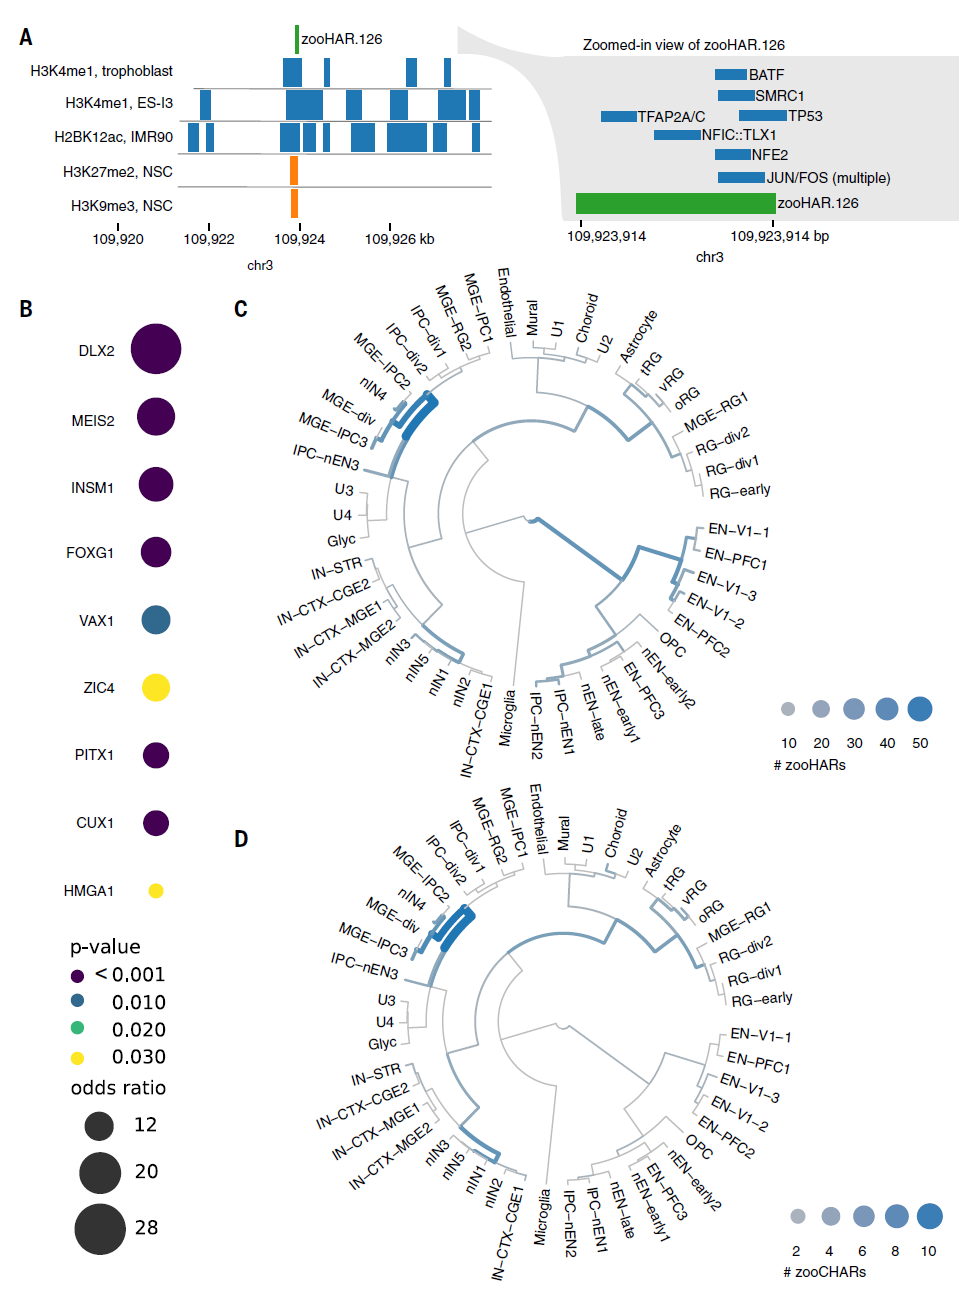 A
zooHAR.126
H3K4me1, trophoblast
H3K4me1, ES-I3
H2BK12ac, IMR90
H3K27me2, NSC
H3K9me3, NSC
109,920
109,922
109,924
109,926 kb
chr3
Zoomed-in view of zooHAR.126
BATF
SMRC1
TFAP2A/C
TP53
NFIC::TLX1
NFE2
JUN/FOS (multiple)
zooHAR.126
109,923,914
109,923,914 bp
chr3
B
DLX2
MEIS2
INSM1
FOXG1
VAX1
ZIC4
PITX1
CUX1
HMGA1
p-value
< 0.001
0.010
0.020
0.030
odds ratio
12
20
28
C
Endothelial
Mural
U1
Choroid
U2
Astrocyte
tRG
vRG
oRG
MGE-RG1
RG-div2
RG-div1
RG-early
EN-V1-1
EN-PFC1
EN-V1-3
EN-V1-2
EN-PFC2
OPC
nEN-early2
EN-PFC3
nEN-early1
nEN-late
IPC-nEN1
IPC-nEN2
Microglia
IN-CTX-CGE1
nIN2
nIN1
nIN5
nIN3
IN-CTX-MGE2
IN-CTX-MGE1
IN-CTX-CGE2
IN-STR
Glyc
U4
U3
IPC-nEN3
MGE-IPC3
MGE-div
nIN4
MGE-IPC2
IPC-div2
IPC-div1
MGE-RG2
MGE-IPC1
10 20 30 40 50
# zooHARs
D
Endothelial
Mural
U1
Choroid
U2
Astrocyte
tRG
vRG
oRG
MGE-RG1
RG-div2
RG-div1
RG-early
EN-V1-1
EN-PFC1
EN-V1-3
EN-V1-2
EN-PFC2
OPC
nEN-early2
EN-PFC3
nEN-early1
nEN-late
IPC-nEN1
IPC-nEN2
Microglia
IN-CTX-CGE1
nIN2
nIN1
nIN5
nIN3
IN-CTX-MGE2
IN-CTX-MGE1
IN-CTX-CGE2
IN-STR
Glyc
U4
U3
IPC-nEN3
MGE-IPC3
MGE-div
nIN4
MGE-IPC2
IPC-div2
IPC-div1
MGE-RG2
MGE-IPC1
2 4 6 8 10
# zooCHARs